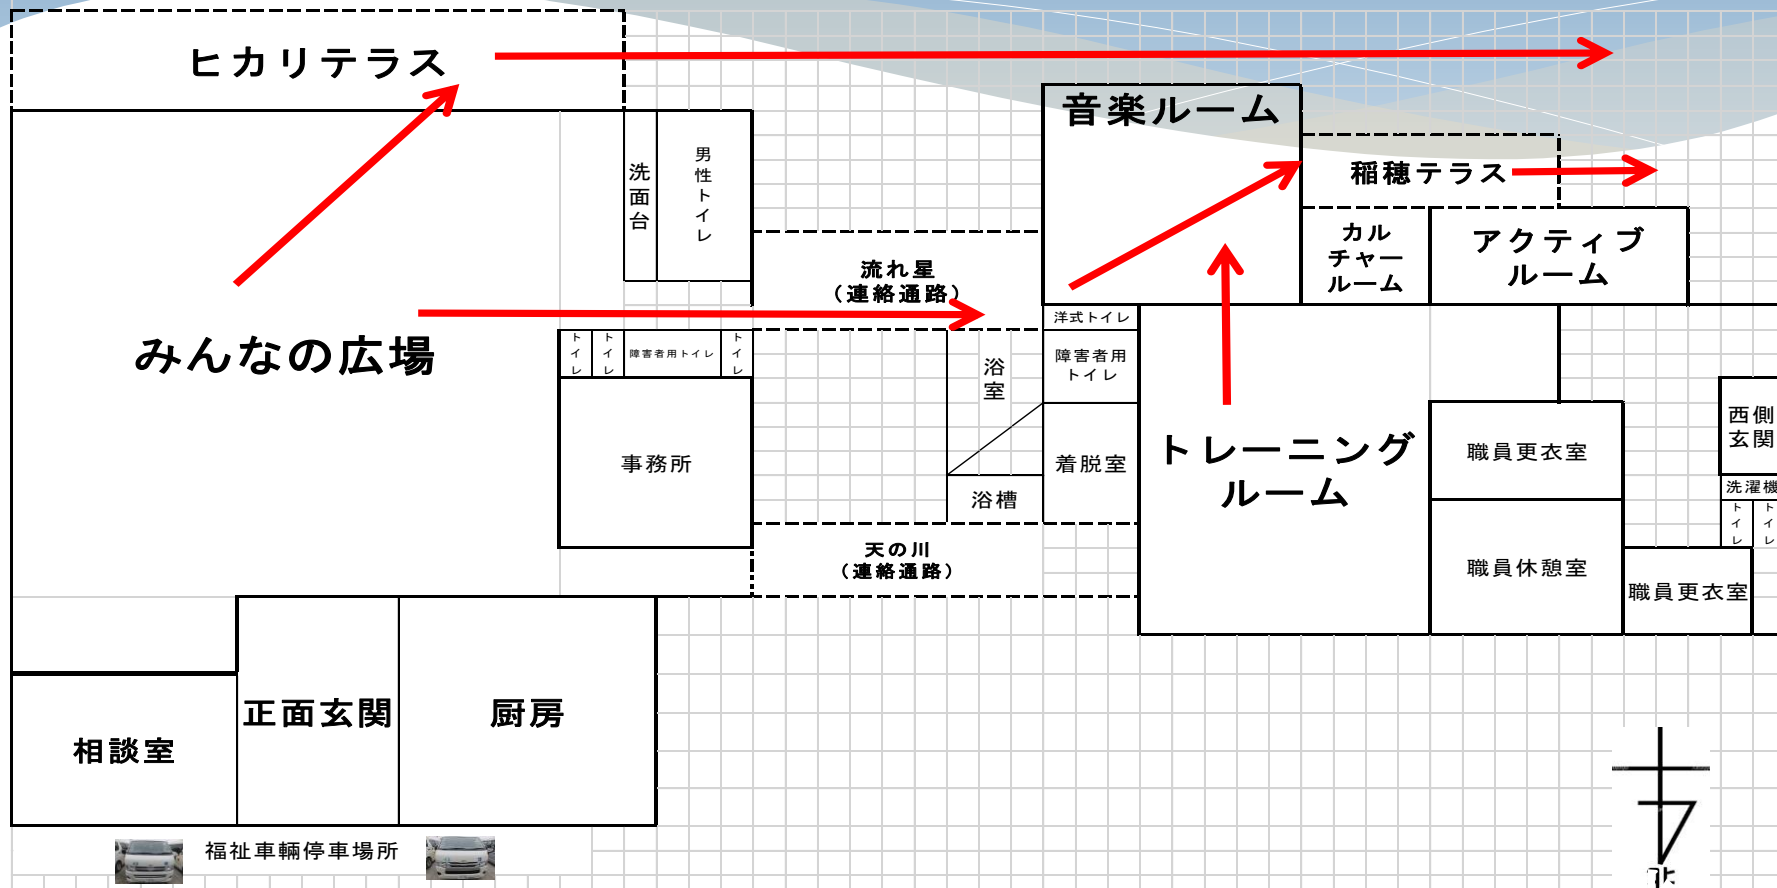 ヒカリテラス
音楽ルーム
稲穂テラス
洗面台
男性トイレ
カル
チャー
ルーム
アクティブ
ルーム
流れ星
（連絡通路）
みんなの広場
トイレ
トイレ
障害者用トイレ
トイレ
洋式トイレ
障害者用
トイレ
浴室
事務所
着脱室
浴槽
トレーニング
ルーム
職員更衣室
西側
玄関
洗濯機
トイレ
トイレ
天の川
（連絡通路）
職員休憩室
職員更衣室
相談室
正面玄関
厨房
福祉車輛停車場所
北